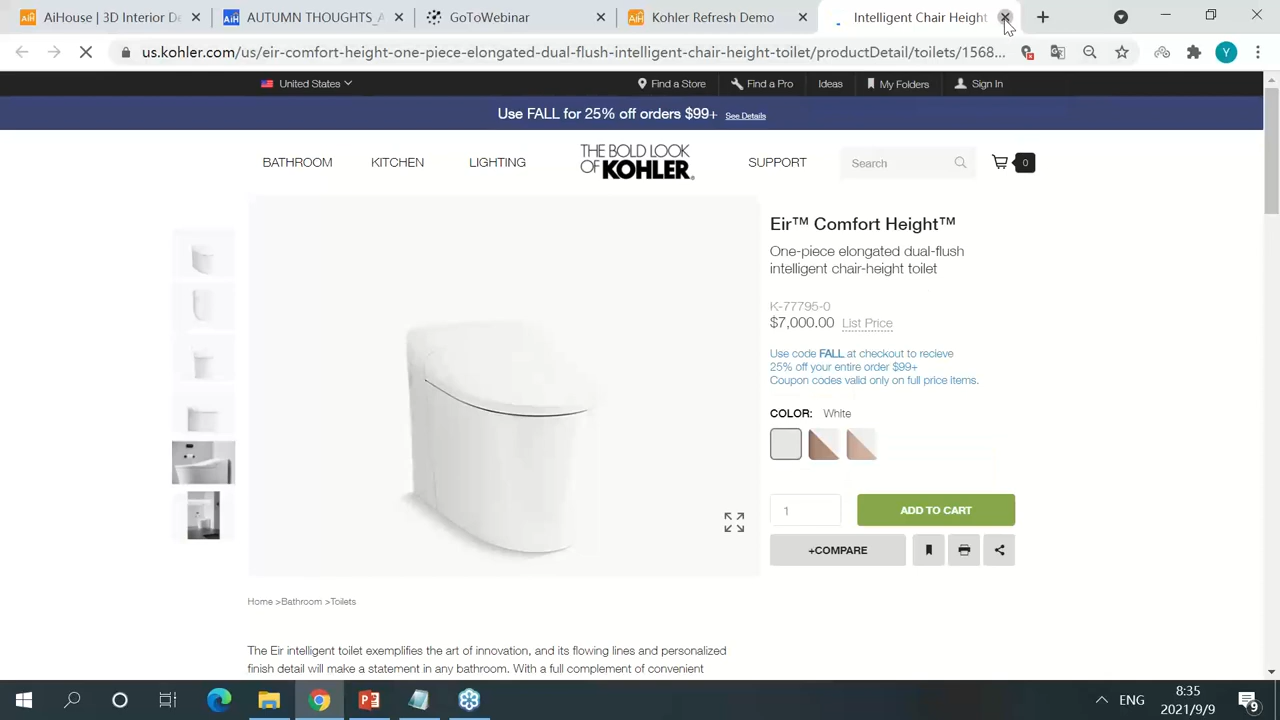 AiHouse | 3D Interior De
AUTUMN THOUGHTS_A
GoToWebinar
Kohler Refresh Demo
Intelligent Chair Height
us.kohler.com/us/eir-comfort-height-one-piece-elongated-dual-flush-intelligent-chair-height-toilet/productDetail/toilets/1568...
United States
Find a Store
Find a Pro
Ideas
My Folders
Sign In
Use FALL for 25% off orders $99+ See Details
BATHROOM
KITCHEN
LIGHTING
THE BOLD LOOK
OF KOHLER.
SUPPORT
Search
0
Eir™ Comfort Height™
One-piece elongated dual-flush
intelligent chair-height toilet
K-77795-0
$7,000.00 List Price
Use code FALL at checkout to recieve
25% off your entire order $99+
Coupon codes valid only on full price items.
COLOR: White
1
ADD TO CART
+COMPARE
Home >Bathroom >Toilets
The Eir intelligent toilet exemplifies the art of innovation, and its flowing lines and personalized
finish detail will make a statement in any bathroom. With a full complement of convenient
ENG
8:35
2021/9/9
9